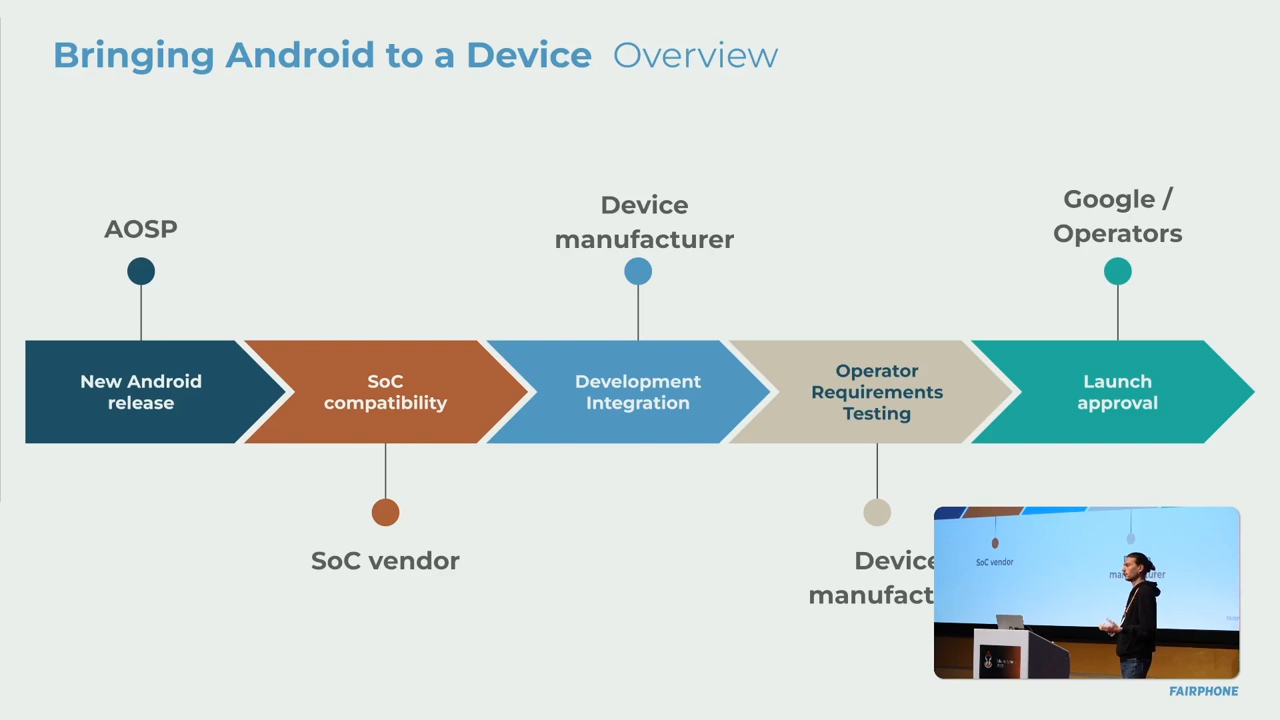 Bringing Android to a Device Overview
AOSP
Device
manufacturer
Google /
Operators
New Android
release
SoC
compatibility
Development
Integration
Operator
Requirements
Testing
Launch
approval
SoC vendor
Device
manufact
SoC vendor
FAIRPHONE